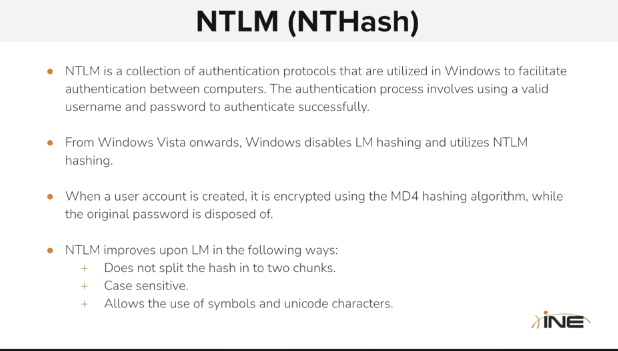 NTLM (NTHash)
● NTLM is a collection of authentication protocols that are utilized in Windows to facilitate
authentication between computers. The authentication process involves using a valid
username and password to authenticate successfully.
● From Windows Vista onwards, Windows disables LM hashing and utilizes NTLM
hashing.
● When a user account is created, it is encrypted using the MD4 hashing algorithm, while
the original password is disposed of.
● NTLM improves upon LM in the following ways:
+ Does not split the hash in to two chunks.
+ Case sensitive.
+ Allows the use of symbols and unicode characters.
INE